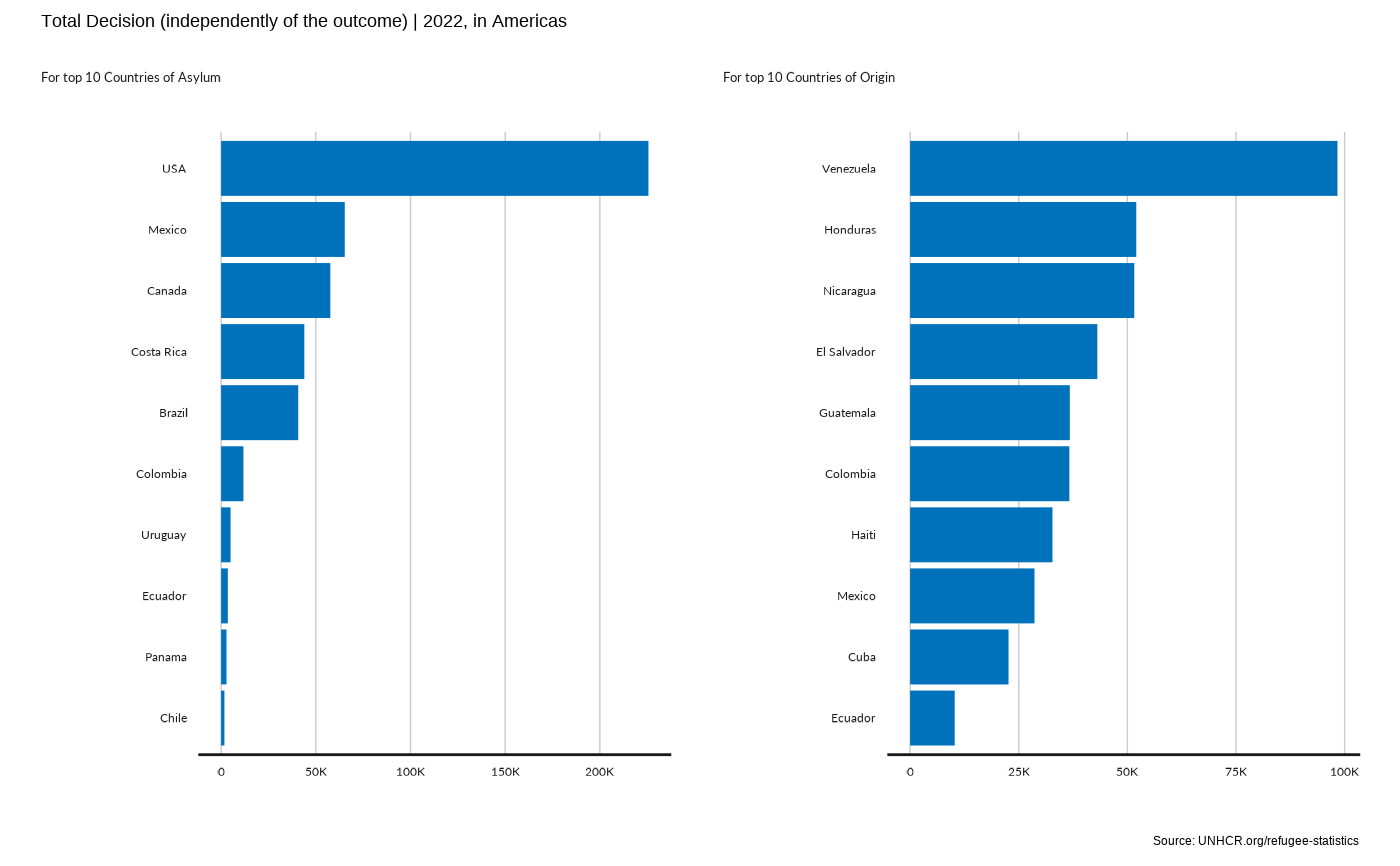 Total Decision (independently of the outcome) | 2022, in Americas
For top 10 Countries of Asylum
USA
Mexico
Canada
Costa Rica
Brazil
Colombia
Uruguay
Ecuador
Panama
Chile
0 50K 100K 150K 200K
For top 10 Countries of Origin
Venezuela
Honduras
Nicaragua
El Salvador
Guatemala
Colombia
Haiti
Mexico
Cuba
Ecuador
0 25K 50K 75K 100K
Source: UNHCR.org/refugee-statistics